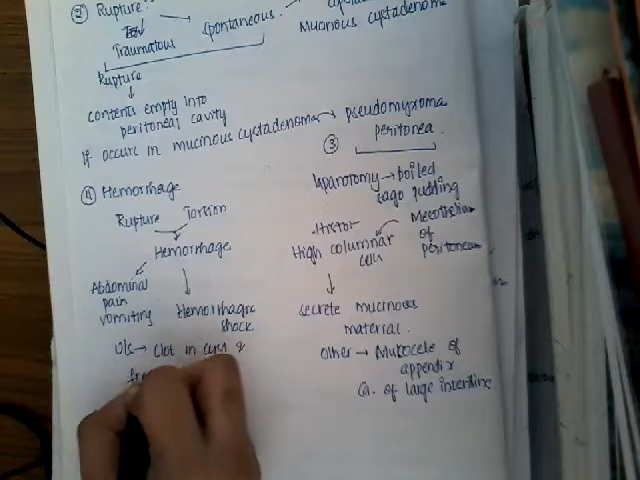 ② Rupture:
Spontaneous.
Traumatous
Mucinous cystadenoma
Rupture
↓
contents empty into
peritoneal cavity
If occur in mucinous cystadenoma → pseudomyxoma
peritonea.
③
laparotomy → boiled
sago pudding
Mesothelium
of
peritoneum
High columnar
cells
↓
secrete mucinous
material.
Other → Mucocele of
appendix
Ca. of large intestine
④ Hemorrhage
Rupture Torsion
Hemorrhage
Abdominal
pain
vomiting
Hemorrhagic
shock
U/s → Clot in cyst &